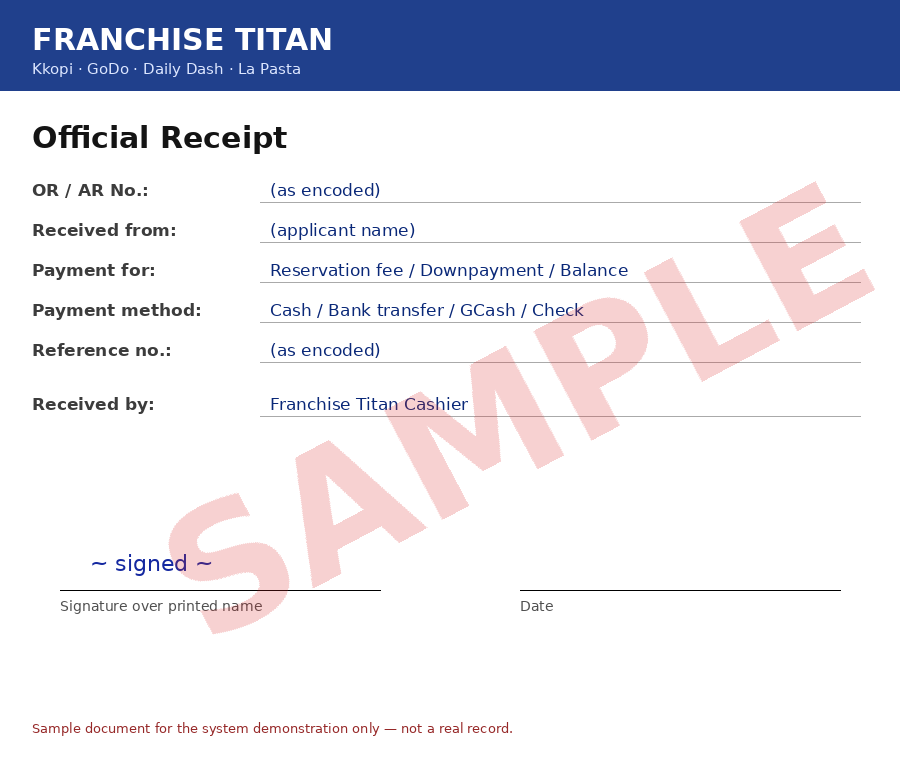 FRANCHISE TITAN
Kkopi · GoDo · Daily Dash · La Pasta
Official Receipt
OR / AR No.: (as encoded)
Received from: (applicant name)
Payment for: Reservation fee / Downpayment / Balance
Payment method: Cash / Bank transfer / GCash / Check
Reference no.: (as encoded)
Received by: Franchise Titan Cashier
SAMPLE
~ signed ~
Signature over printed name Date
Sample document for the system demonstration only — not a real record.